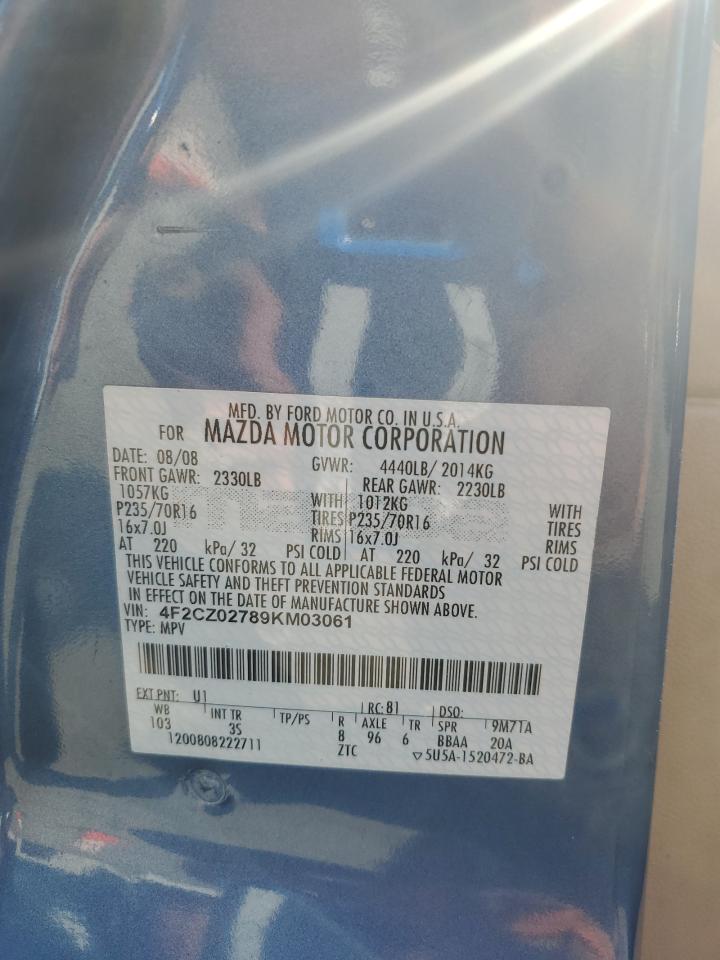 MFD. BY FORD MOTOR CO. IN U.S.A.
FOR MAZDA MOTOR CORPORATION
DATE: 08/08 GVWR: 4440LB/ 2014KG
FRONT GAWR: 2330LB REAR GAWR: 2230LB
1057KG WITH 1012KG WITH
P235/70R16 TIRES P235/70R16 TIRES
16x7.0J RIMS 16x7.0J RIMS
AT 220 kPa/ 32 PSI COLD AT 220 kPa/ 32 PSI COLD
THIS VEHICLE CONFORMS TO ALL APPLICABLE FEDERAL MOTOR
VEHICLE SAFETY AND THEFT PREVENTION STANDARDS
IN EFFECT ON THE DATE OF MANUFACTURE SHOWN ABOVE.
VIN: 4F2CZ02789KM03061
TYPE: MPV
EXT PNT: U1 RC: 81 DSO:
WB INT TR TP/PS R AXLE TR SPR 9M71A
103 3S 8 96 6 BBAA 20A
1200808222711 ZTC ▽5U5A-1520472-BA